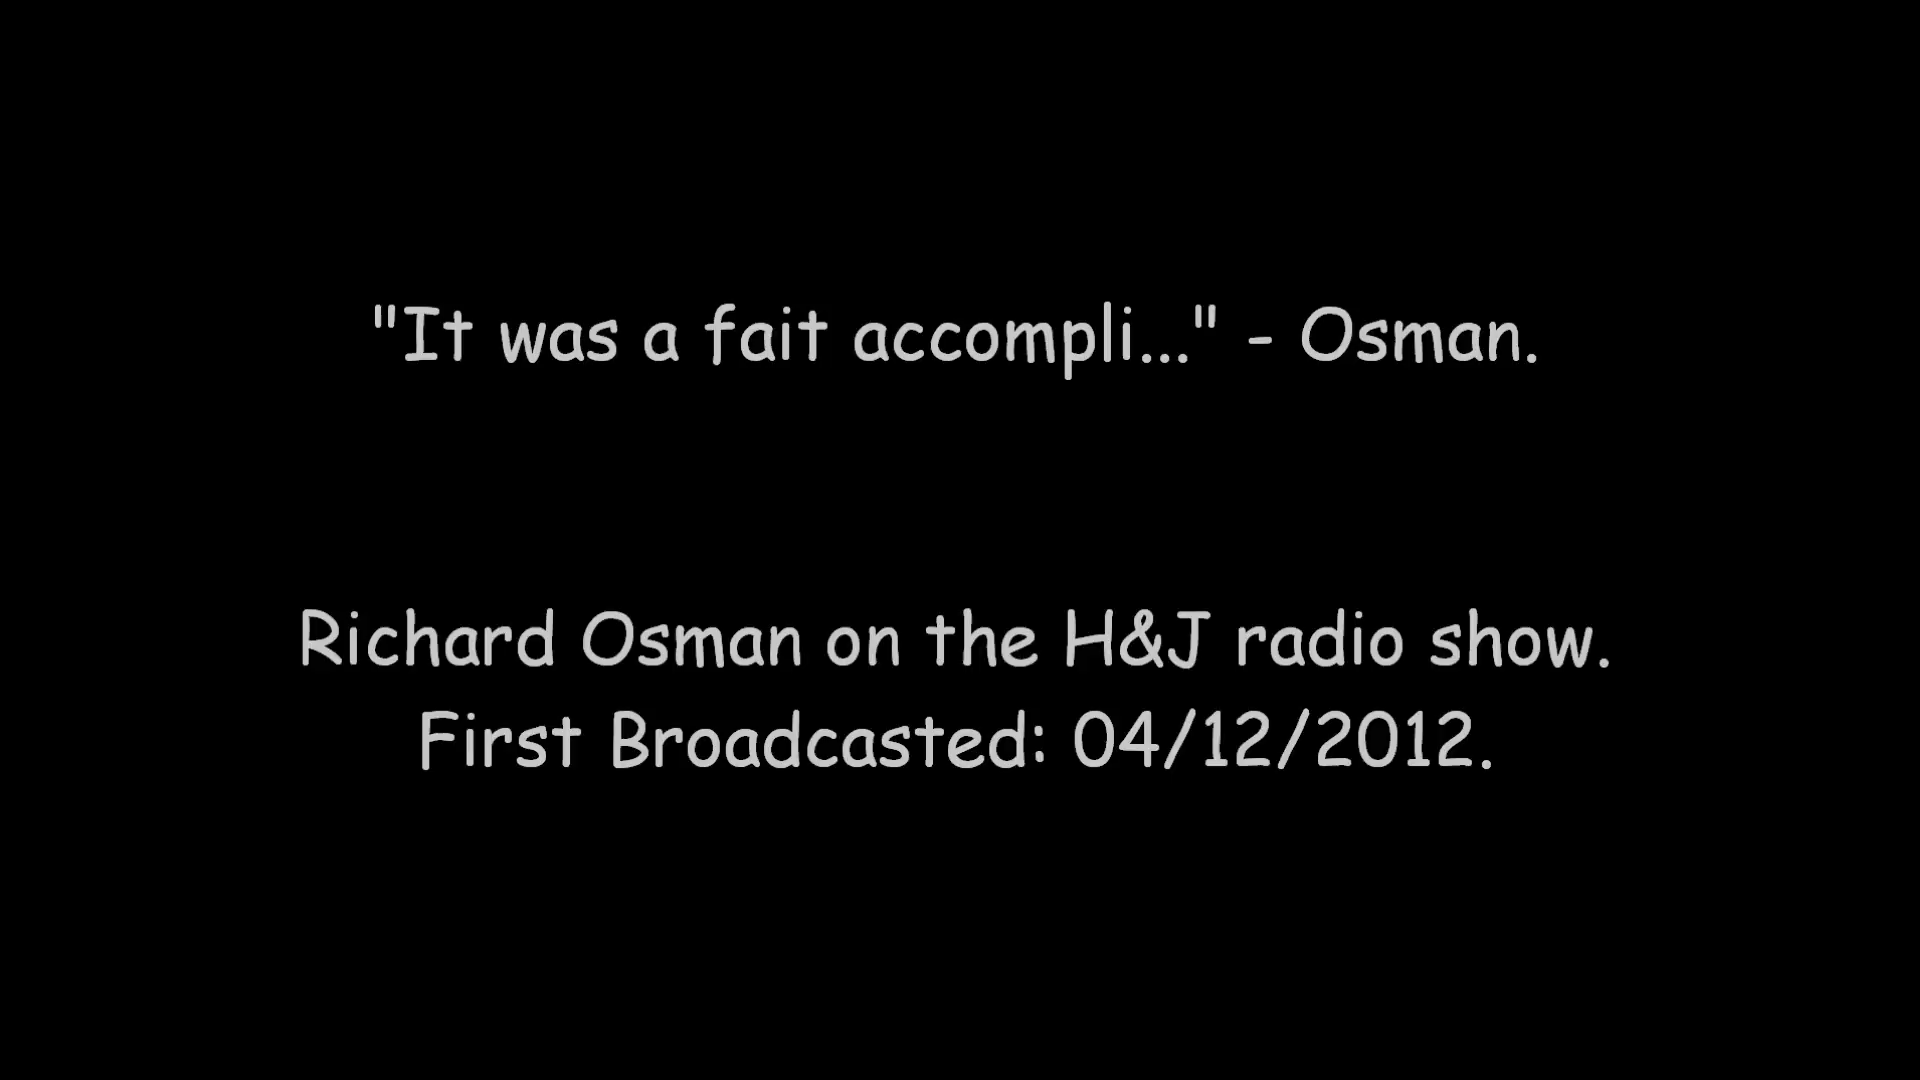 "It was a fait accompli..." - Osman.
Richard Osman on the H&J radio show.
First Broadcasted: 04/12/2012.